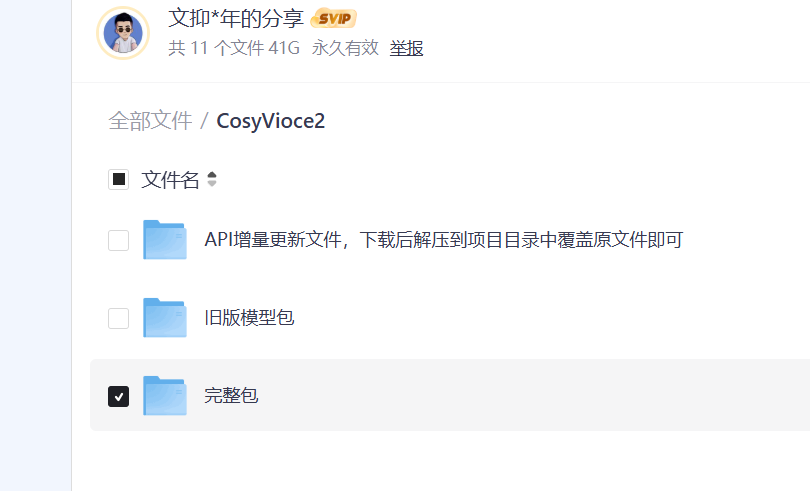 文抑*年的分享 SVIP
共 11 个文件 41G 永久有效 举报
全部文件 / CosyVioce2
文件名
API增量更新文件，下载后解压到项目目录中覆盖原文件即可
旧版模型包
完整包